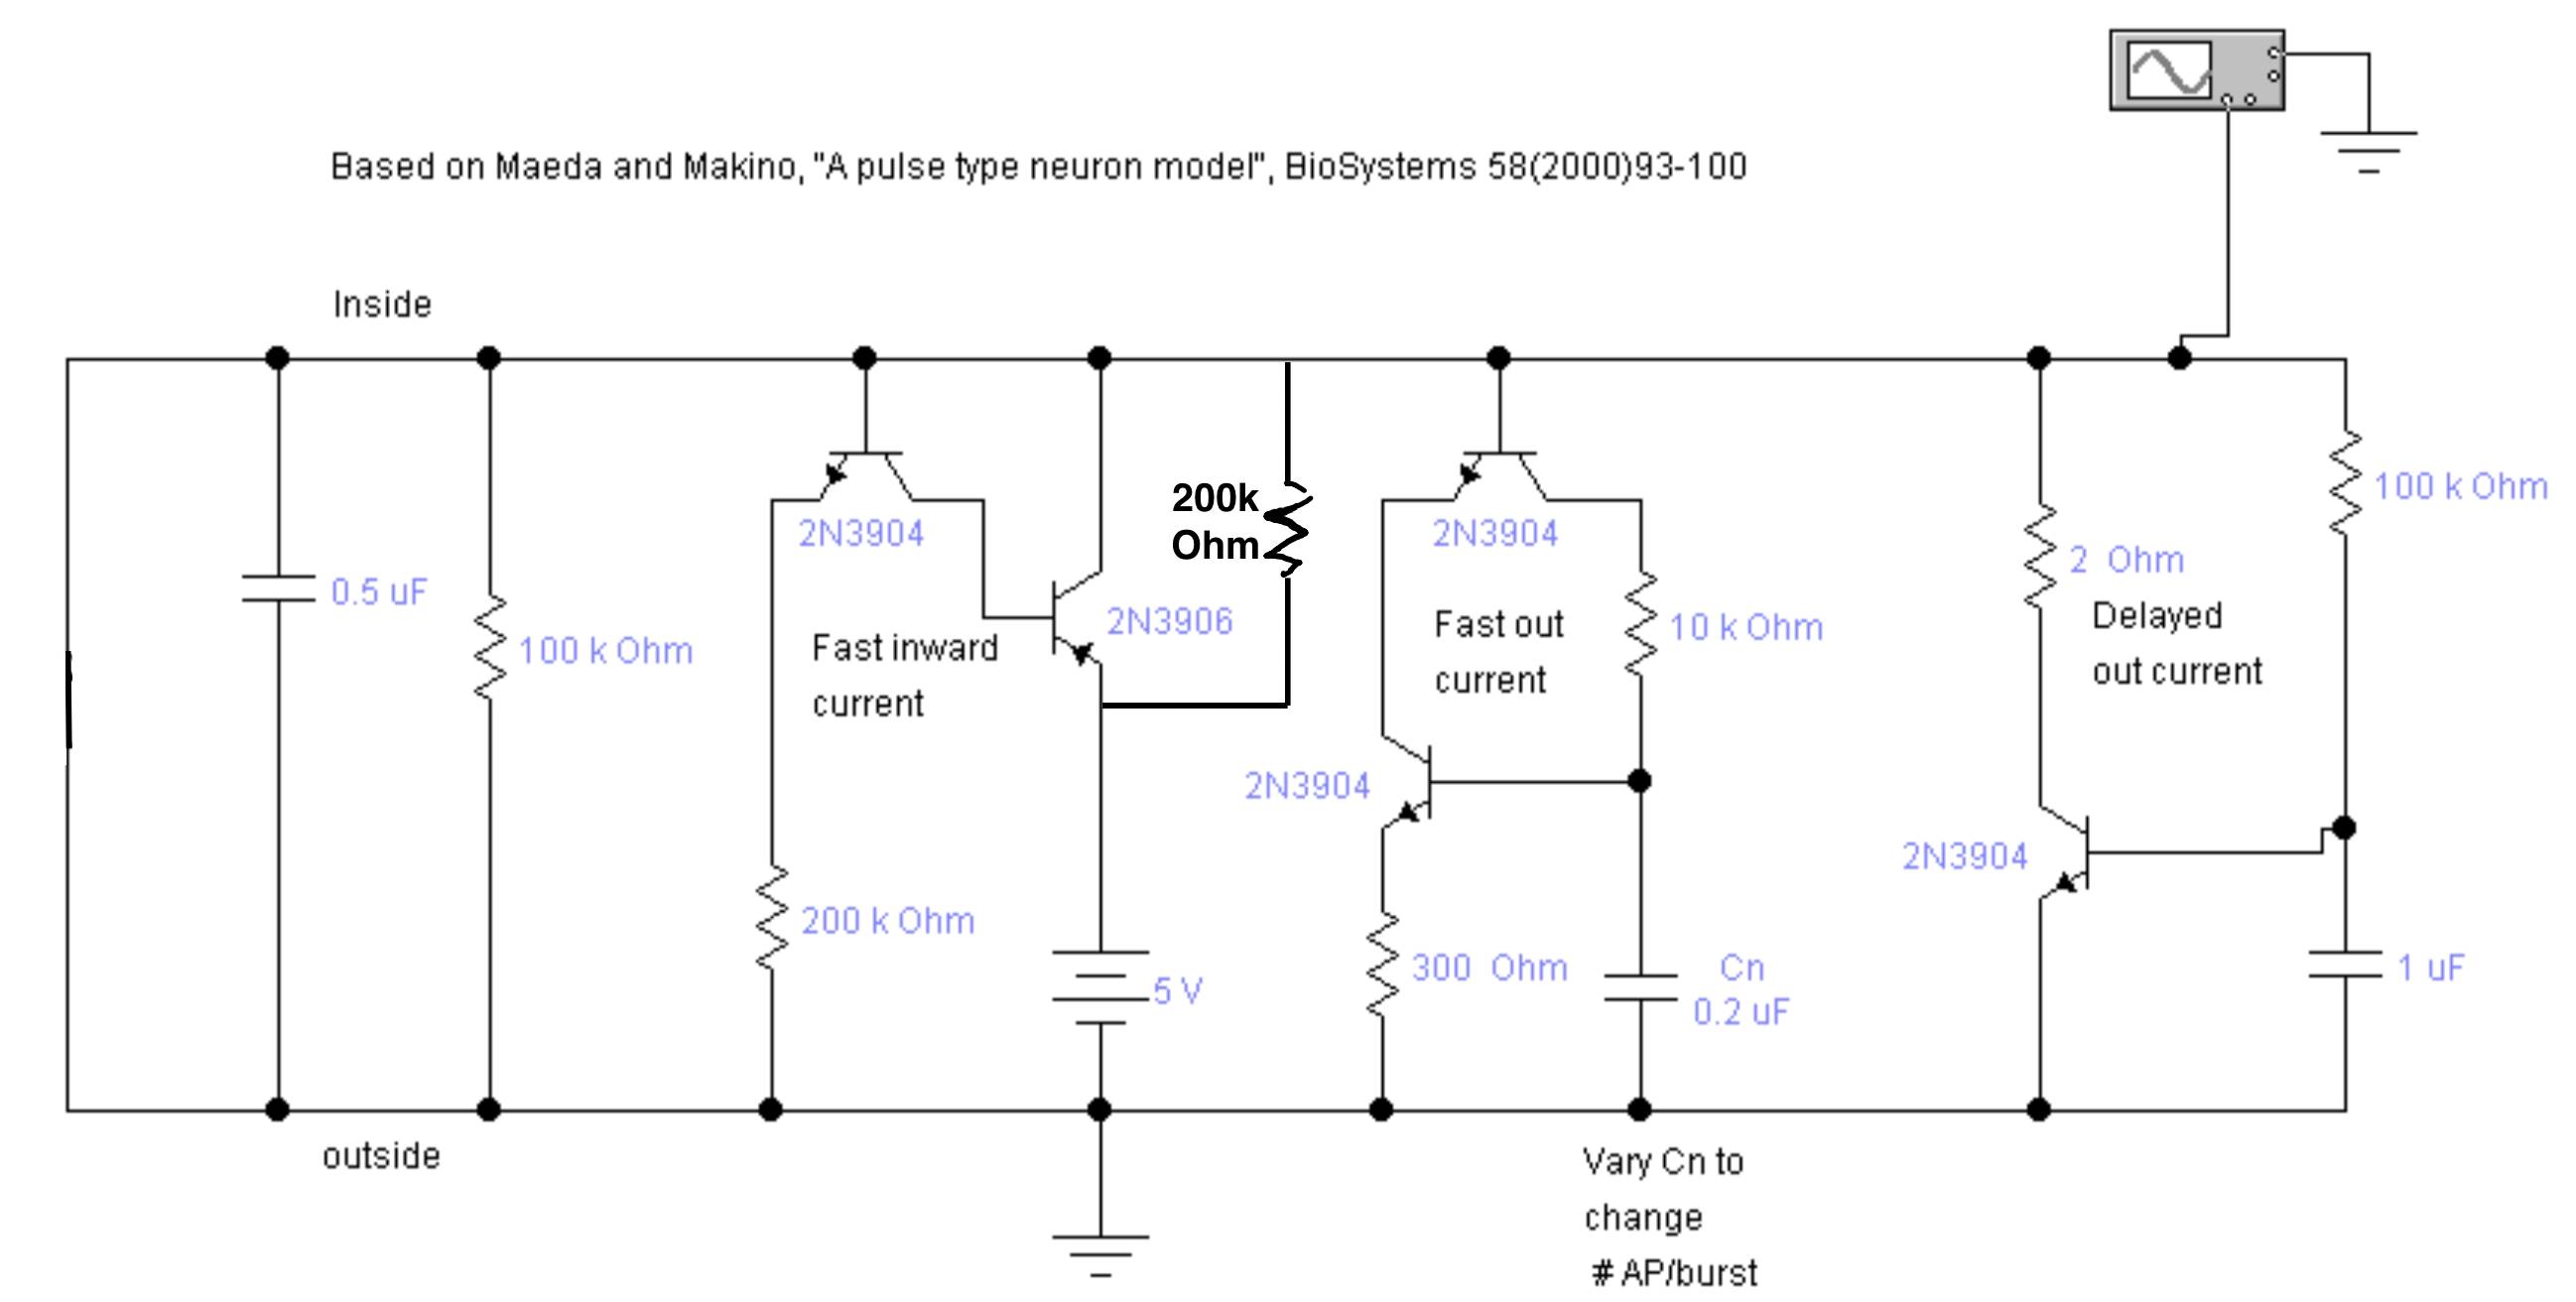 Based on Maeda and Makino, "A pulse type neuron model", BioSystems 58(2000)93-100
Inside
0.5 uF
100 k Ohm
2N3904
Fast inward
current
2N3906
200k
Ohm
200 k Ohm
5 V
2N3904
Fast out
current
10 k Ohm
2N3904
300 Ohm
Cn
0.2 uF
2 Ohm
Delayed
out current
100 k Ohm
2N3904
1 uF
outside
Vary Cn to
change
# AP/burst